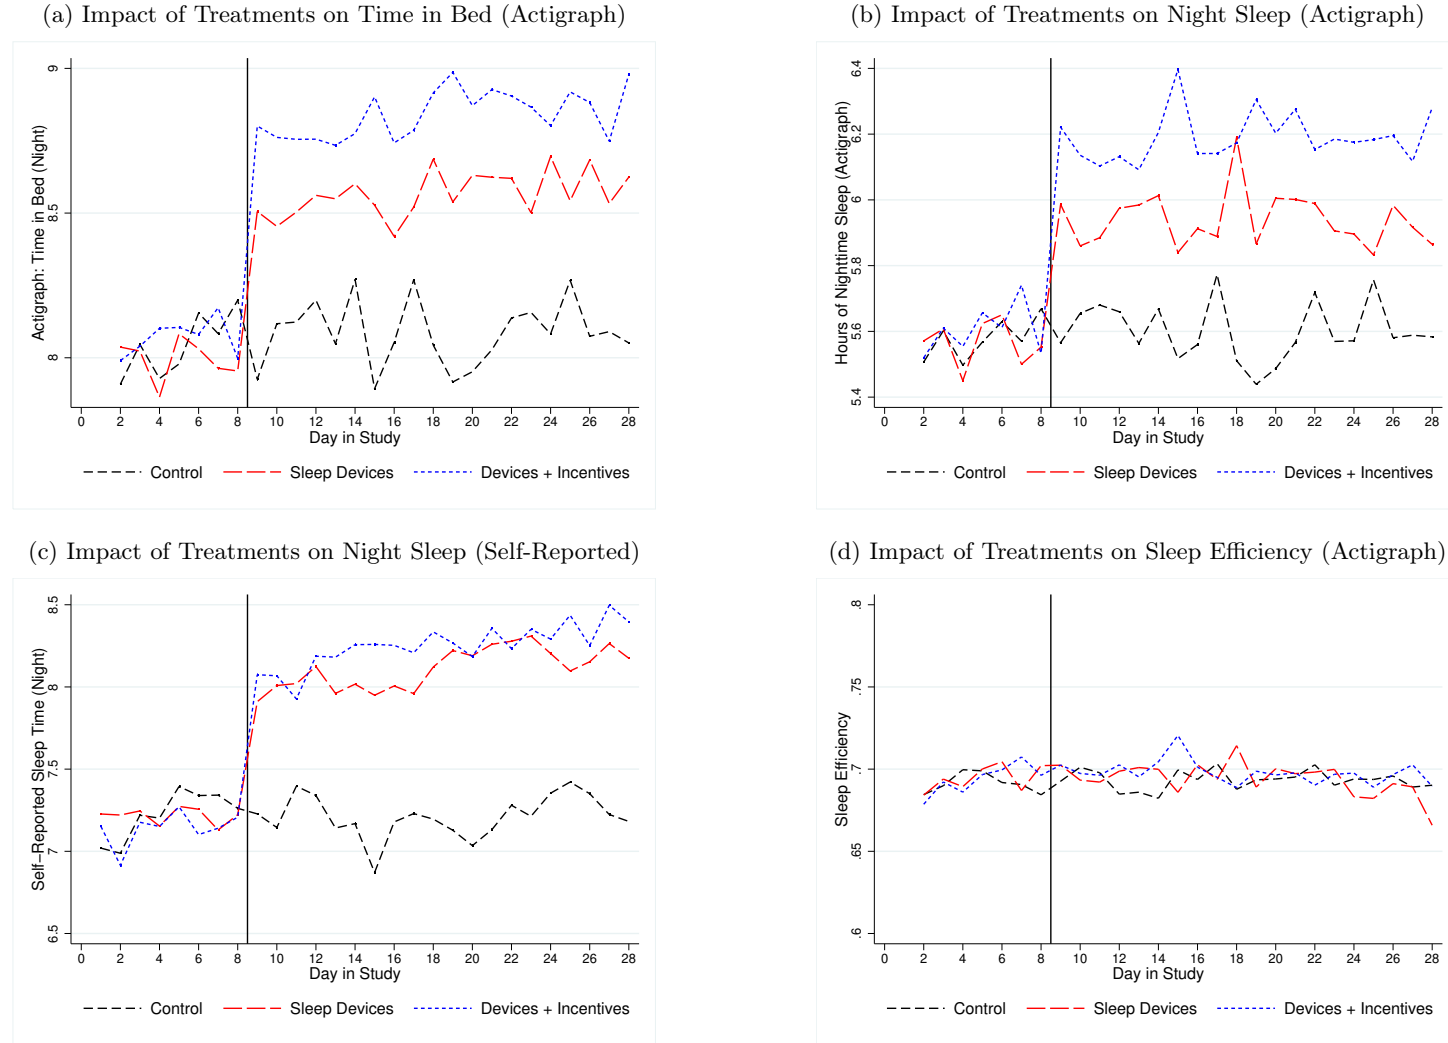 (a) Impact of Treatments on Time in Bed (Actigraph)
Actigraph: Time in Bed (Night)
9
8.5
8
0 2 4 6 8 10 12 14 16 18 20 22 24 26 28
Day in Study
Control Sleep Devices Devices + Incentives
(b) Impact of Treatments on Night Sleep (Actigraph)
Hours of Nighttime Sleep (Actigraph)
6.4
6.2
6
5.8
5.6
5.4
0 2 4 6 8 10 12 14 16 18 20 22 24 26 28
Day in Study
Control Sleep Devices Devices + Incentives
(c) Impact of Treatments on Night Sleep (Self-Reported)
Self−Reported Sleep Time (Night)
8.5
8
7.5
7
6.5
0 2 4 6 8 10 12 14 16 18 20 22 24 26 28
Day in Study
Control Sleep Devices Devices + Incentives
(d) Impact of Treatments on Sleep Efficiency (Actigraph)
Sleep Efficiency
.8
.75
.7
.65
.6
0 2 4 6 8 10 12 14 16 18 20 22 24 26 28
Day in Study
Control Sleep Devices Devices + Incentives